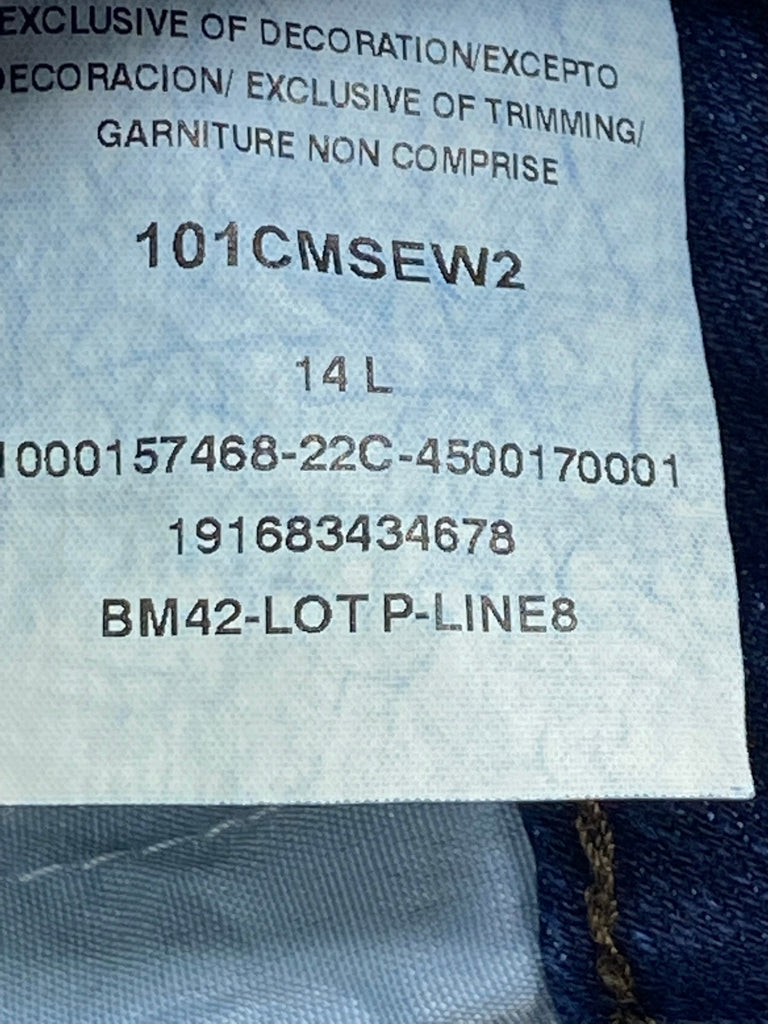 EXCLUSIVE OF DECORATION/EXCEPTO
DECORACION/ EXCLUSIVE OF TRIMMING/
GARNITURE NON COMPRISE
101CMSEW2
14 L
1000157468-22C-4500170001
191683434678
BM42-LOT P-LINE8